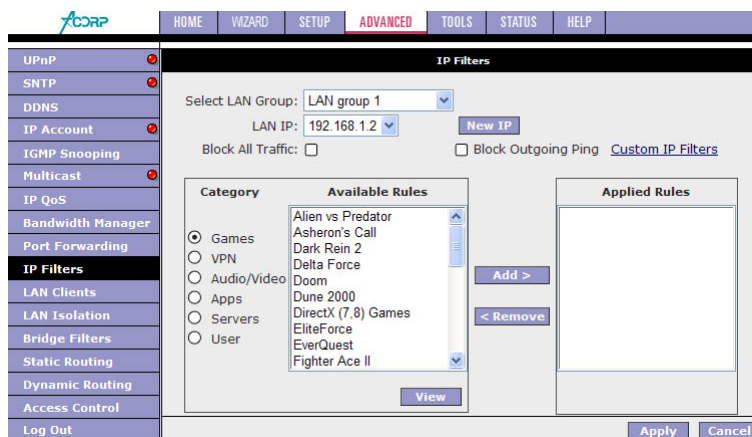 ACORP
HOME WIZARD SETUP ADVANCED TOOLS STATUS HELP
UPnP
SNTP
DDNS
IP Account
IGMP Snooping
Multicast
IP QoS
Bandwidth Manager
Port Forwarding
IP Filters
LAN Clients
LAN Isolation
Bridge Filters
Static Routing
Dynamic Routing
Access Control
Log Out
IP Filters
Select LAN Group: LAN group 1
LAN IP: 192.168.1.2 New IP
Block All Traffic: Block Outgoing Ping Custom IP Filters
Category
Games
VPN
Audio/Video
Apps
Servers
User
Available Rules
Alien vs Predator
Asheron's Call
Dark Rein 2
Delta Force
Doom
Dune 2000
DirectX (7,8) Games
EliteForce
EverQuest
Fighter Ace II
View
Add >
< Remove
Applied Rules
Apply Cancel